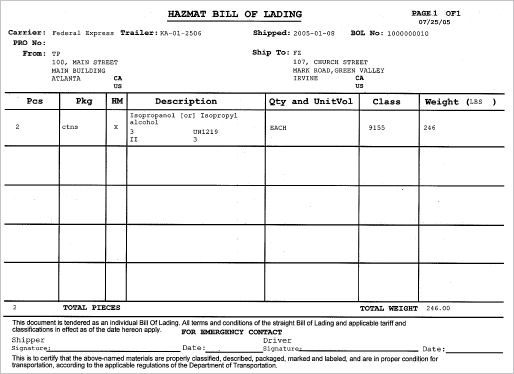 HAZMAT BILL OF LADING
PAGE 1 OF1
07/25/05
Carrier: Federal Express Trailer: KA-01-2506 Shipped: 2005-01-08 BOL No: 1000000010
PRO No:
From: TP Ship To: FZ
100, MAIN STREET 107, CHURCH STREET
MAIN BUILDING MARK ROAD,GREEN VALLEY
ATLANTA CA IRVINE CA
US US
Pcs Pkg HM Description Qty and UnitVol Class Weight (LBS )
Isopropanol [or] Isopropyl
2 ctns X alcohol EACH 9155 246
3 UN1219
II 3
2 TOTAL PIECES TOTAL WEIGHT 246.00
This document is tendered as an individual Bill Of Lading. All terms and conditions of the straight Bill of Lading and applicable tariff and
classifications in effect as of the date hereon apply.
FOR EMERGENCY CONTACT
Shipper Driver
Signature: Date: Signature: Date:
This is to certify that the above-named materials are properly classified, described, packaged, marked and labeled, and are in proper condition for
transportation, according to the applicable regulations of the Department of Transportation.